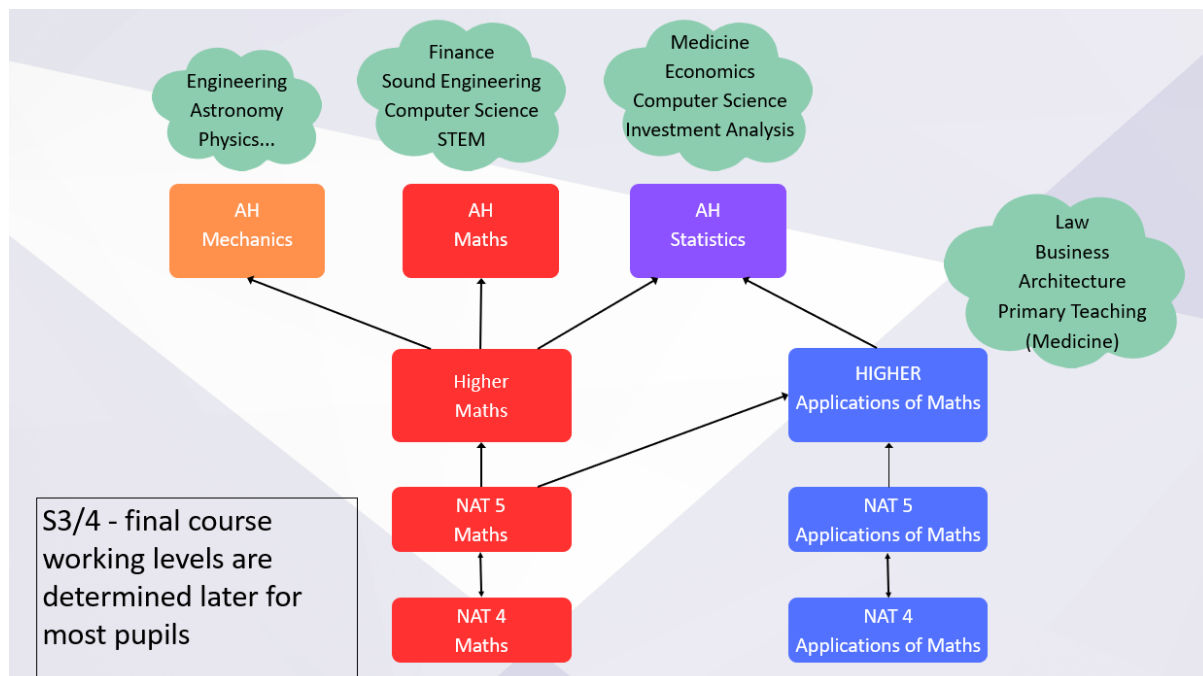 Engineering
Astronomy
Physics...
Finance
Sound Engineering
Computer Science
STEM
Medicine
Economics
Computer Science
Investment Analysis
AH
Mechanics
AH
Maths
AH
Statistics
Law
Business
Architecture
Primary Teaching
(Medicine)
Higher
Maths
HIGHER
Applications of Maths
NAT 5
Maths
NAT 5
Applications of Maths
S3/4 - final course
working levels are
determined later for
most pupils
NAT 4
Maths
NAT 4
Applications of Maths